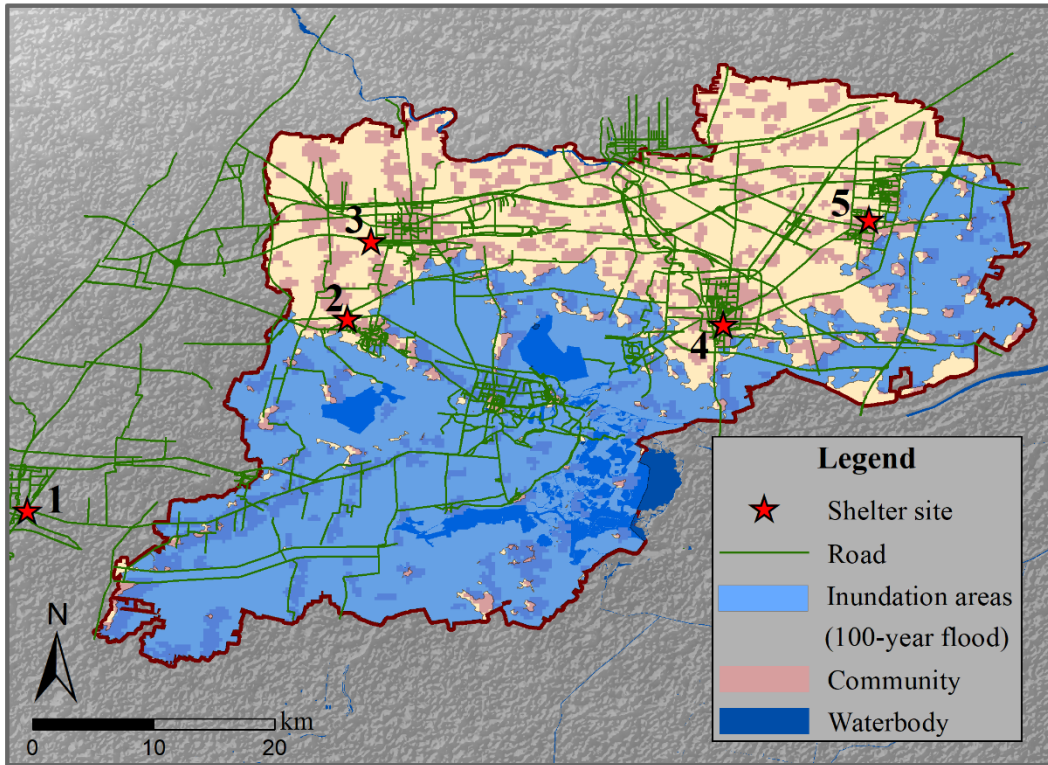 5
3
2
4
1
Legend
Shelter site
Road
Inundation areas
(100-year flood)
Community
Waterbody
N
km
0 10 20